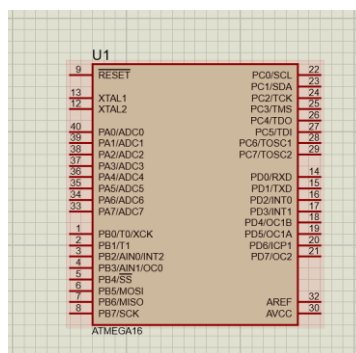 U1
9 RESET PC0/SCL 22
PC1/SDA 23
13 XTAL1 PC2/TCK 24
12 XTAL2 PC3/TMS 25
PC4/TDO 26
40 PA0/ADC0 PC5/TDI 27
39 PA1/ADC1 PC6/TOSC1 28
38 PA2/ADC2 PC7/TOSC2 29
37 PA3/ADC3
36 PA4/ADC4 PD0/RXD 14
35 PA5/ADC5 PD1/TXD 15
34 PA6/ADC6 PD2/INT0 16
33 PA7/ADC7 PD3/INT1 17
PD4/OC1B 18
1 PB0/T0/XCK PD5/OC1A 19
2 PB1/T1 PD6/ICP1 20
3 PB2/AIN0/INT2 PD7/OC2 21
4 PB3/AIN1/OC0
5 PB4/SS
6 PB5/MOSI
7 PB6/MISO AREF 32
8 PB7/SCK AVCC 30
ATMEGA16